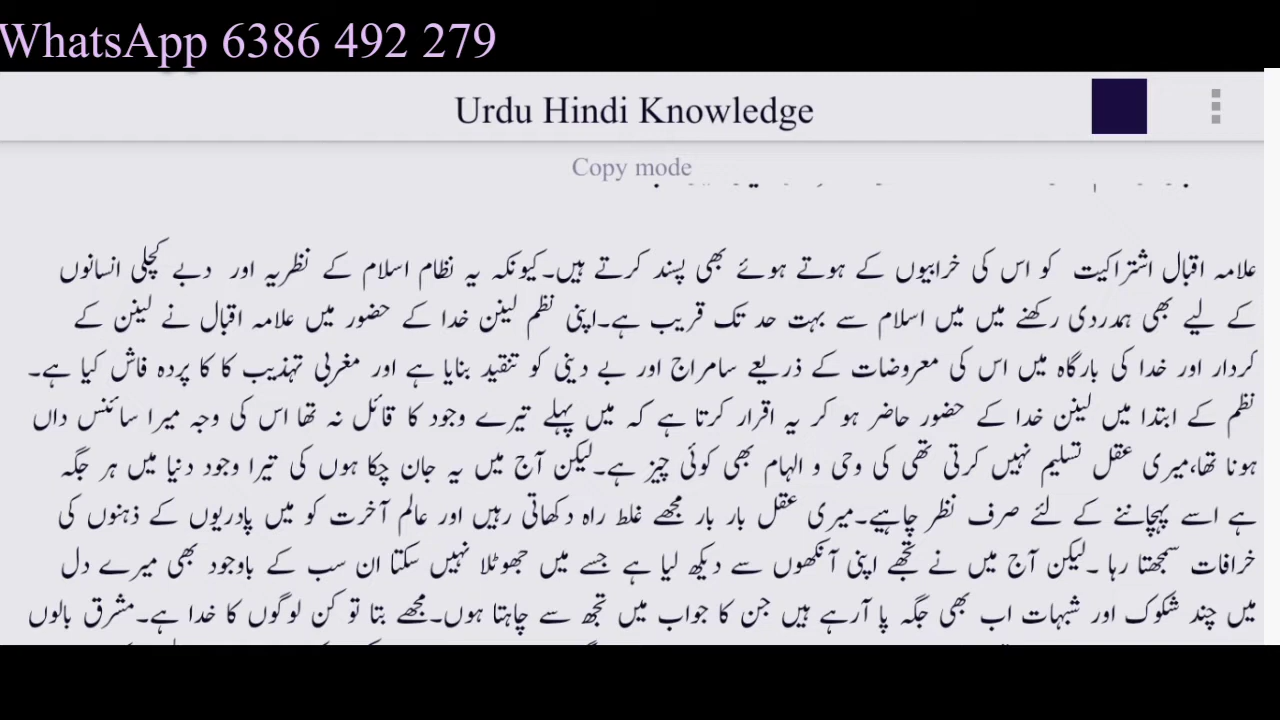 WhatsApp 6386 492 279
Urdu Hindi Knowledge
Copy mode
علامہ اقبال اشتراکیت کو اس کی خرابیوں کے ہوتے ہوئے بھی پسند کرتے ہیں۔کیونکہ یہ نظام اسلام کے نظریہ اور دبے کچلی انسانوں
کے لیے بھی ہمدردی رکھنے میں میں اسلام سے بہت حد تک قریب ہے۔اپنی نظم لینن خدا کے حضور میں علامہ اقبال نے لینن کے
کردار اور خدا کی بارگاہ میں اس کی معروضات کے ذریعے سامراج اور بے دینی کو تنقید بنایا ہے اور مغربی تہذیب کا کا پردہ فاش کیا ہے۔
نظم کے ابتدا میں لینن خدا کے حضور حاضر ہو کر یہ اقرار کرتا ہے کہ میں پہلے تیرے وجود کا قائل نہ تھا اس کی وجہ میرا سائنس داں
ہونا تھا،میری عقل تسلیم نہیں کرتی تھی کی وحی و الہام بھی کوئی چیز ہے۔لیکن آج میں یہ جان چکا ہوں کی تیرا وجود دنیا میں ہر جگہ
ہے اسے پہچاننے کے لئے صرف نظر چاہیے۔میری عقل بار بار مجھے غلط راہ دکھاتی رہیں اور عالم آخرت کو میں پادریوں کے ذہنوں کی
خرافات سمجھتا رہا ۔لیکن آج میں نے تجھے اپنی آنکھوں سے دیکھ لیا ہے جسے میں جھوٹلا نہیں سکتا ان سب کے باوجود بھی میرے دل
میں چند شکوک اور شبہات اب بھی جگہ پا آرہے ہیں جن کا جواب میں تجھ سے چاہتا ہوں۔مجھے بتا تو کن لوگوں کا خدا ہے۔مشرق بالوں